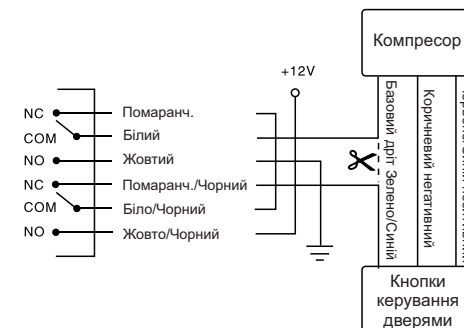 Компресор
+12V
NC
Помаранч.
COM
Білий
NO
Жовтий
NC
Помаранч./Чорний
COM
Біло/Чорний
NO
Жовто/Чорний
Базовий дріт Зелено/Синій
Коричневий негативний
Кнопки
керування
дверями